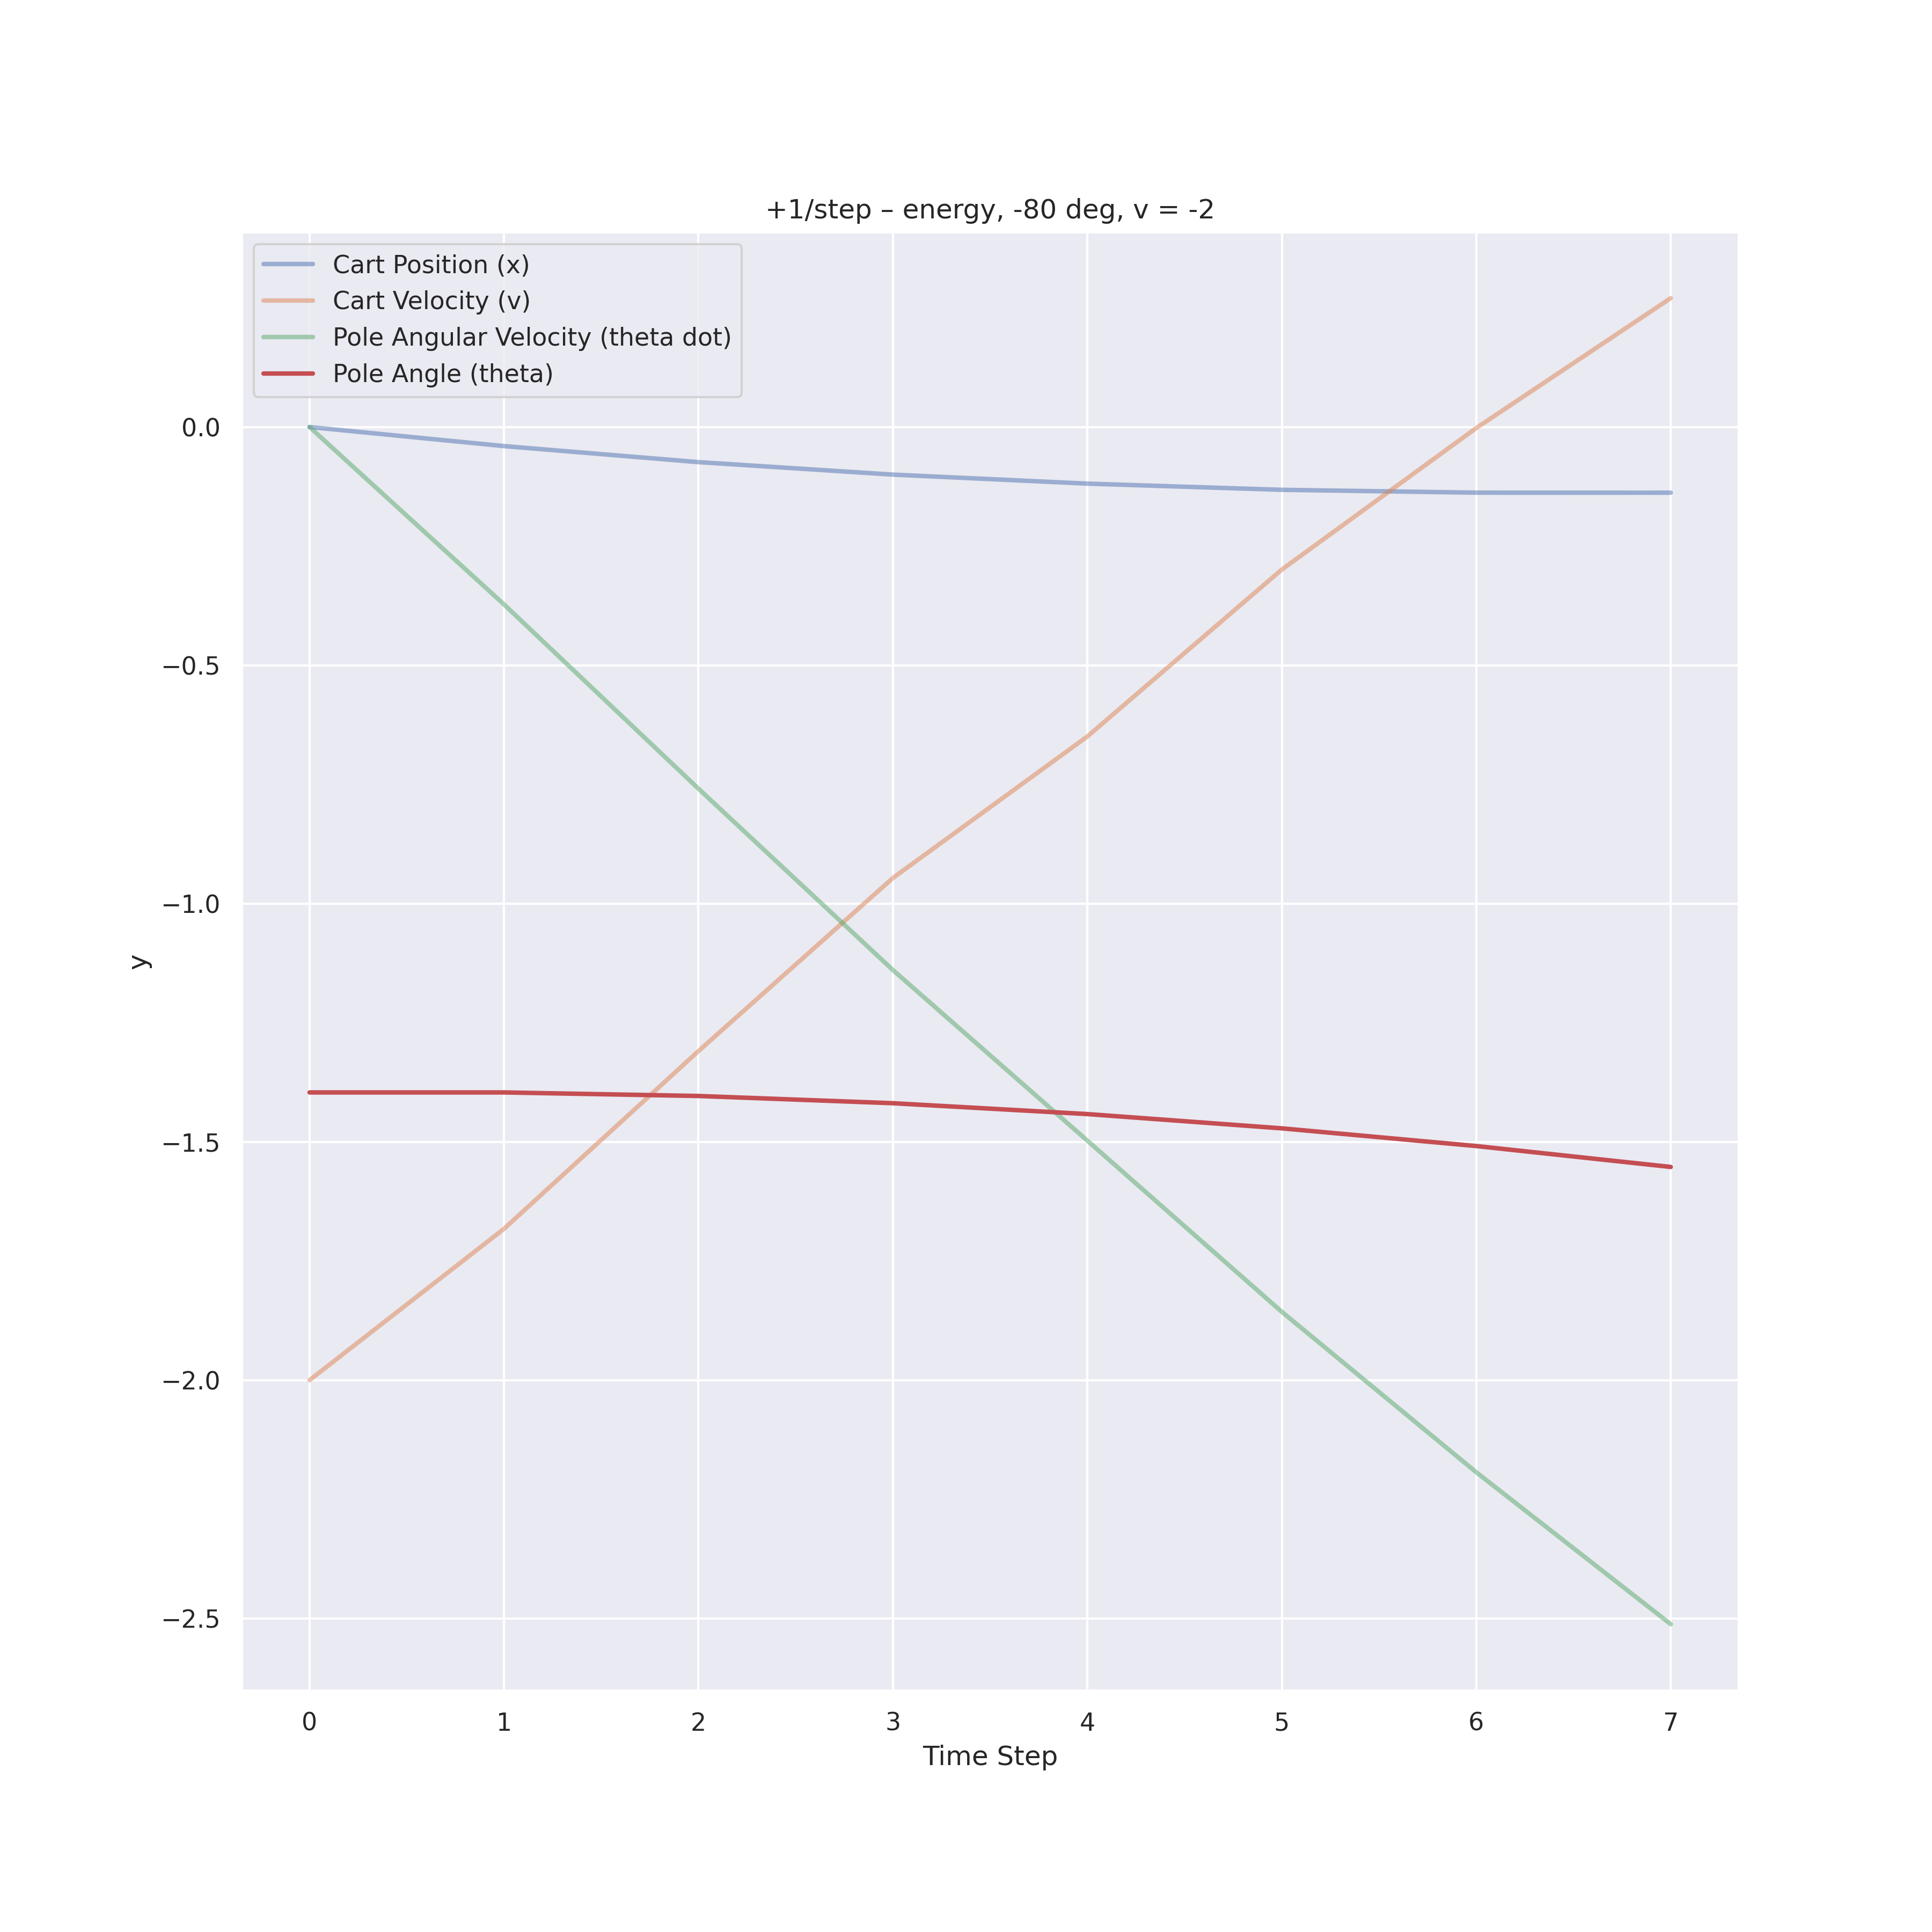 +1/step – energy, -80 deg, v = -2
Cart Position (x)
Cart Velocity (v)
Pole Angular Velocity (theta dot)
Pole Angle (theta)
0.0
−0.5
−1.0
−1.5
−2.0
−2.5
y
0 1 2 3 4 5 6 7
Time Step